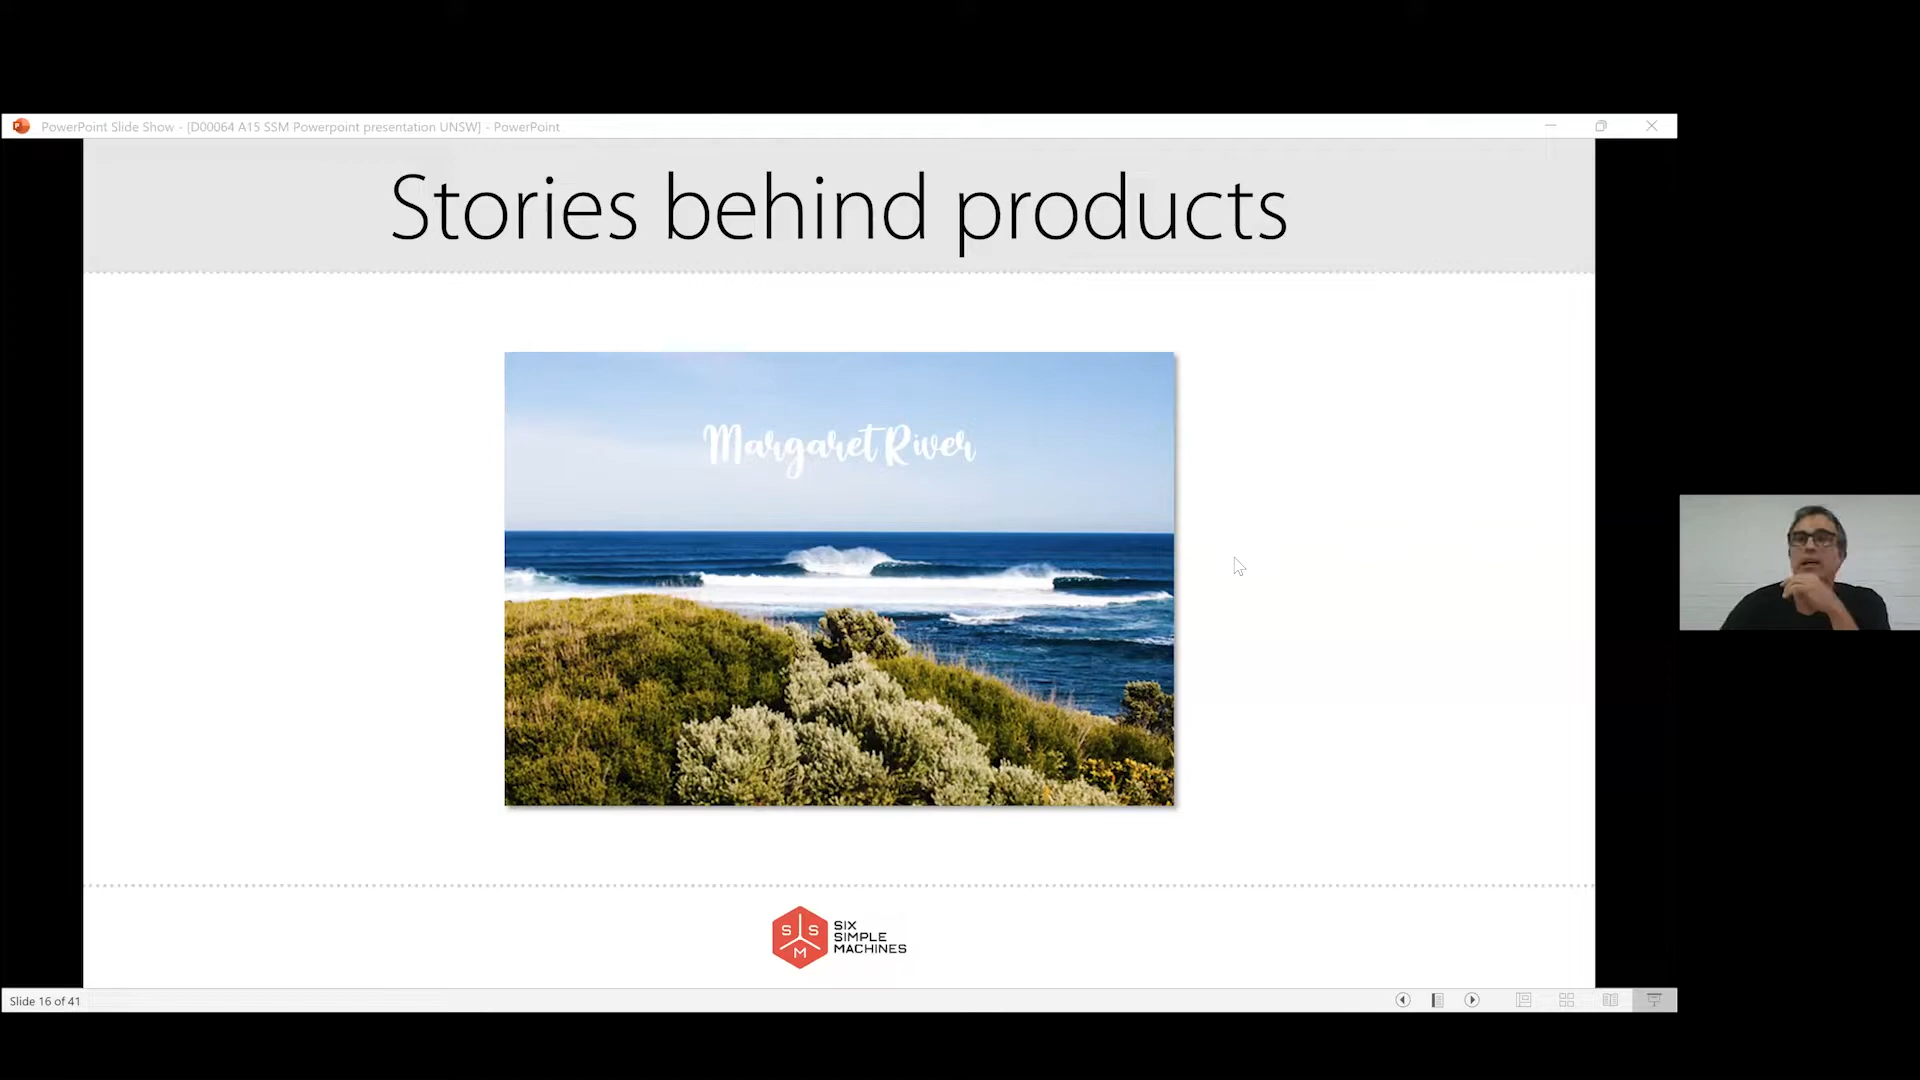 PowerPoint Slide Show - [D00064 A15 SSM Powerpoint presentation UNSW] - PowerPoint
Stories behind products
Margaret River
S S M
SIX
SIMPLE
MACHINES
Slide 16 of 41